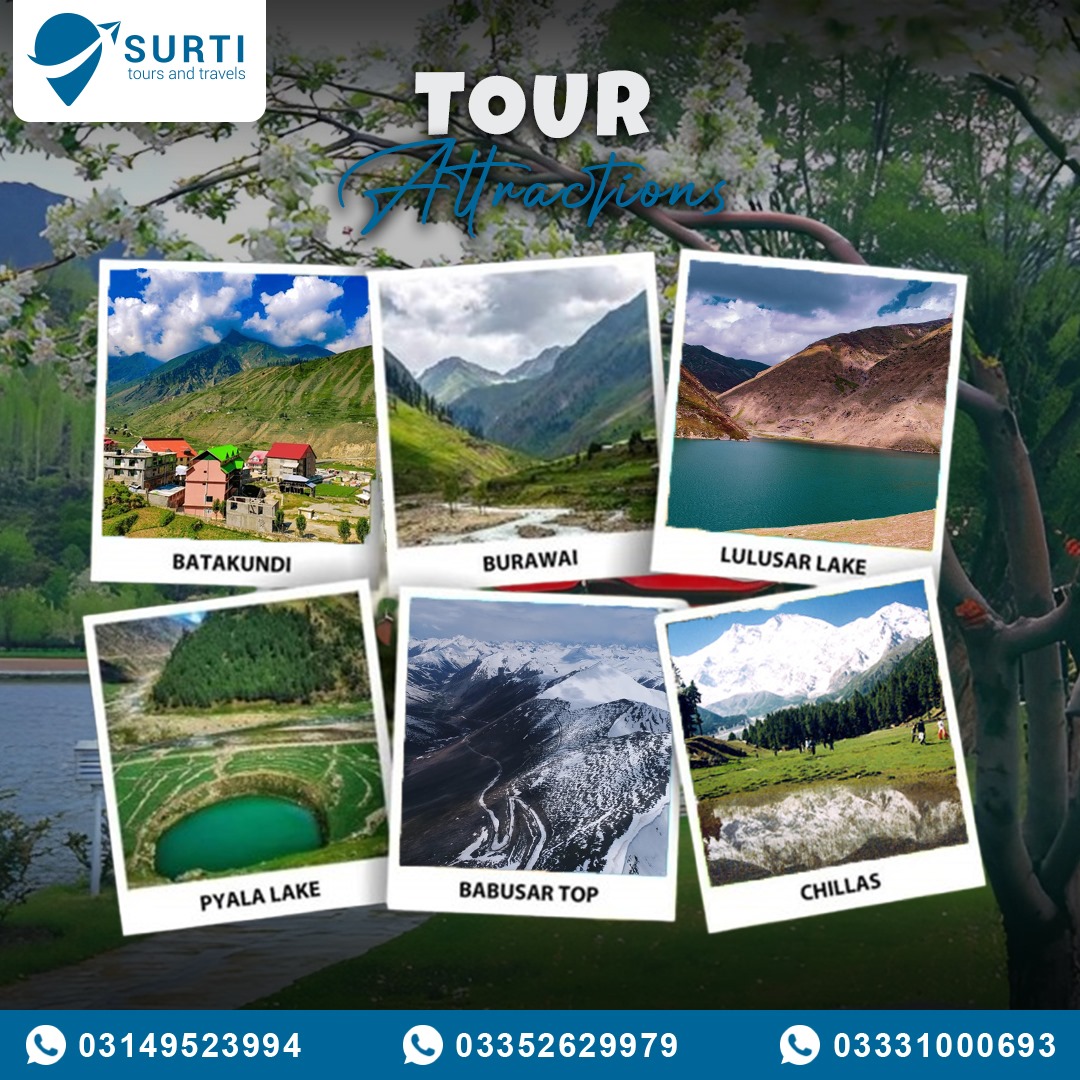 SURTI
tours and travels
TOUR
Attractions
BATAKUNDI
BURAWAI
LULUSAR LAKE
PYALA LAKE
BABUSAR TOP
CHILLAS
03149523994
03352629979
03331000693